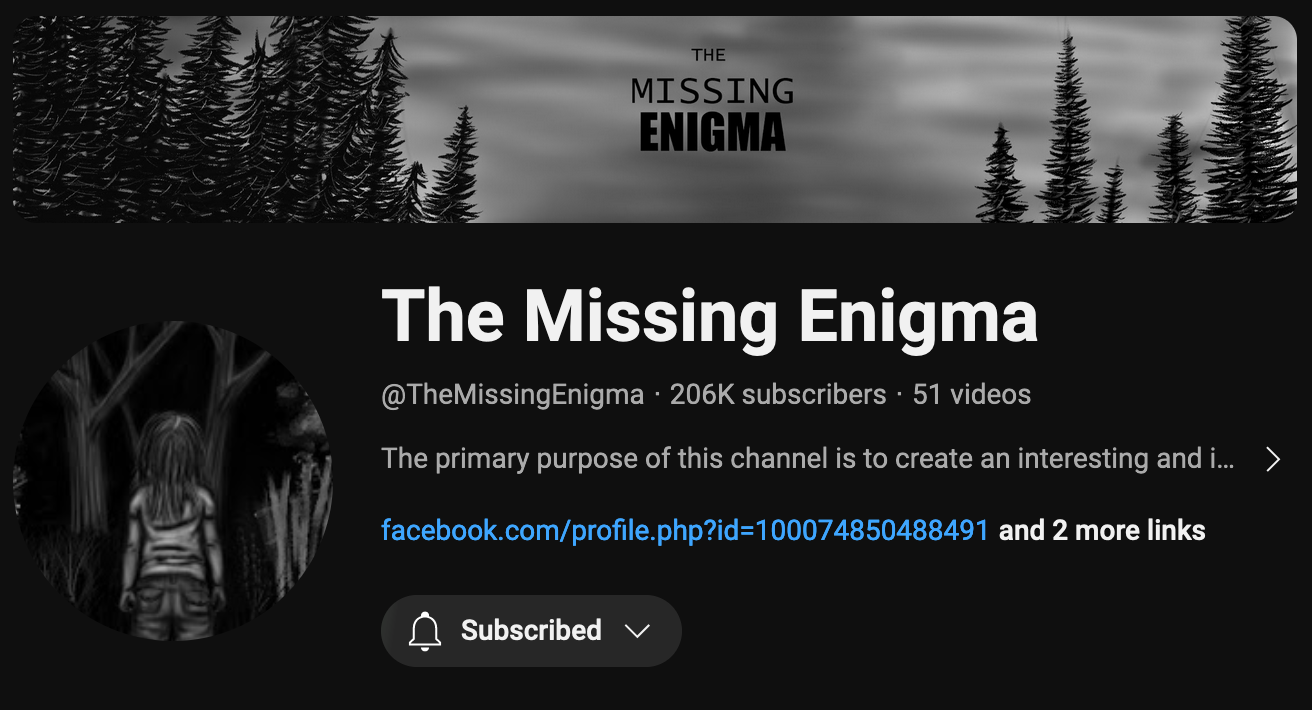 THE
MISSING
ENIGMA
The Missing Enigma
@TheMissingEnigma · 206K subscribers · 51 videos
The primary purpose of this channel is to create an interesting and i...
facebook.com/profile.php?id=100074850488491 and 2 more links
Subscribed